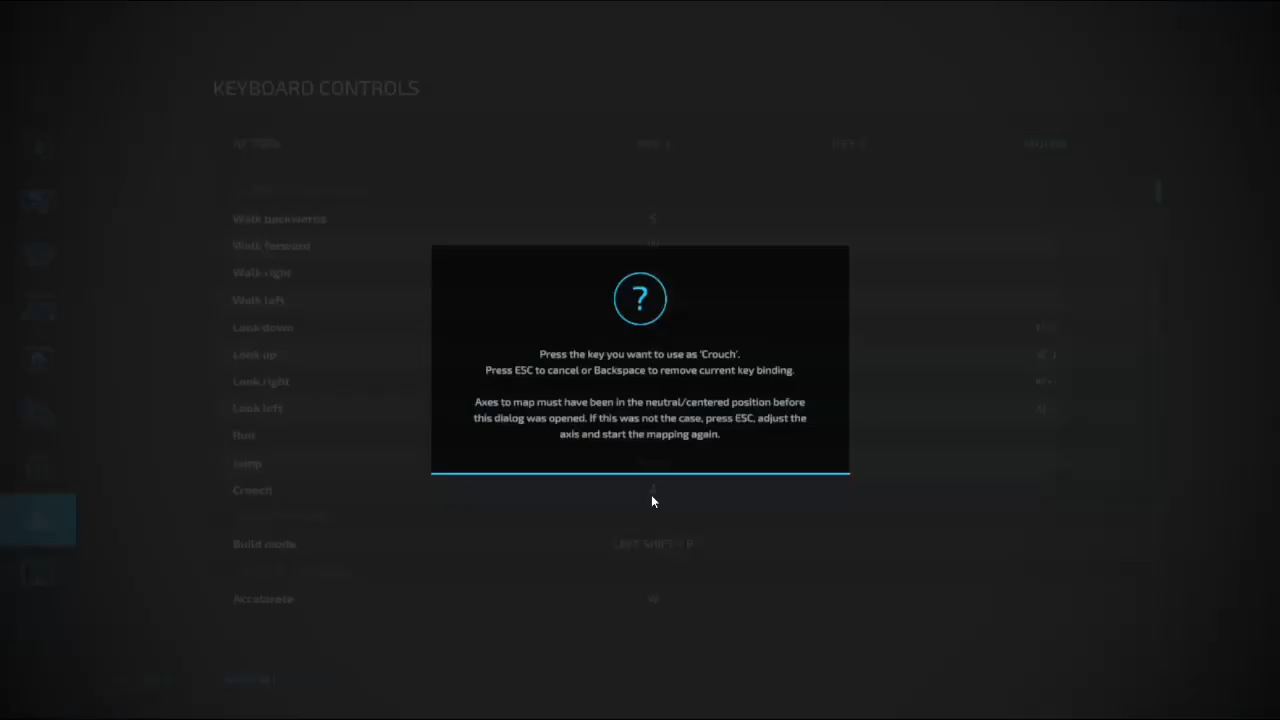 KEYBOARD CONTROLS
Walk backwards S
Walk forward W
Walk right
Walk left
Look down
Look up
Look right
Look left
Run
Jump
Crouch
Build mode
Accelerate W
?
Press the key you want to use as 'Crouch'.
Press ESC to cancel or Backspace to remove current key binding.
Axes to map must have been in the neutral/centered position before
this dialog was opened. If this was not the case, press ESC, adjust the
axis and start the mapping again.